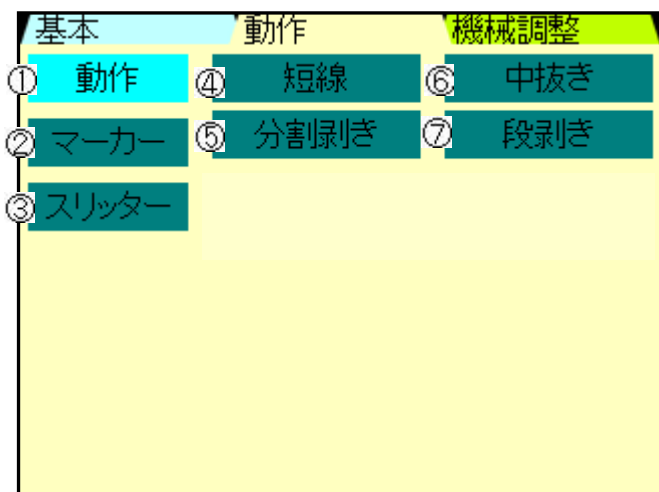 基本 動作 機械調整
① 動作 ④ 短線 ⑥ 中抜き
② マーカー ⑤ 分割剥き ⑦ 段剥き
③ スリッター